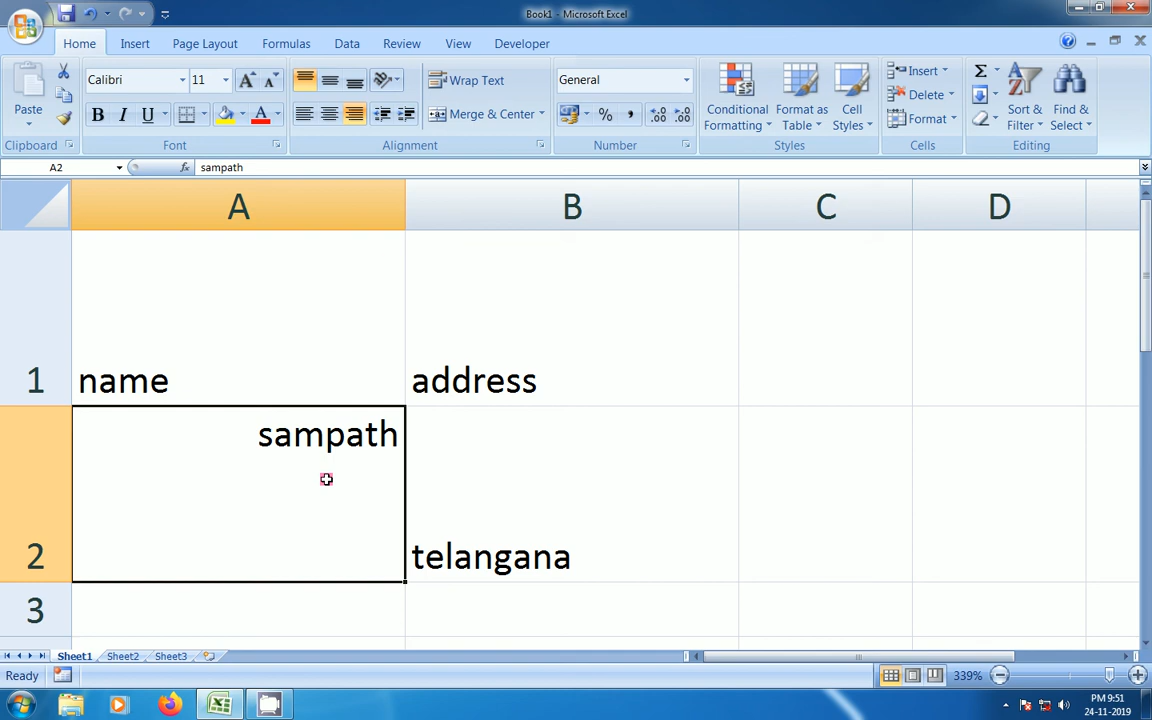 Book1 - Microsoft Excel
Home Insert Page Layout Formulas Data Review View Developer
Paste
Calibri 11
B I U
Wrap Text
Merge & Center
General
Conditional Formatting
Format as Table
Cell Styles
Insert
Delete
Format
Sort & Filter
Find & Select
Clipboard Font Alignment Number Styles Cells Editing
A2 fx sampath
A B C D
1 name address
2 sampath telangana
3
Sheet1 Sheet2 Sheet3
Ready 339%
PM 9:51
24-11-2019